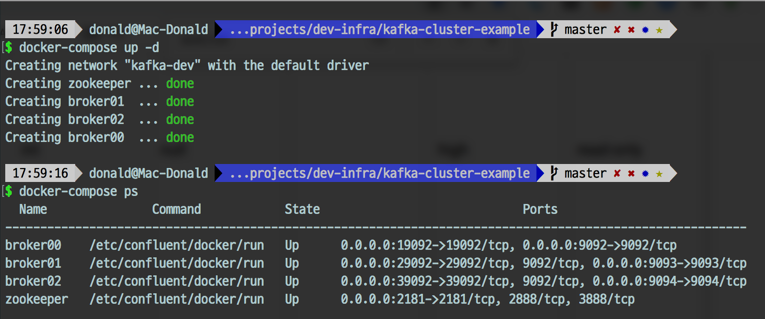 17:59:06 donald@Mac-Donald ...projects/dev-infra/kafka-cluster-example master ✘ ✖ ● ★
$ docker-compose up -d
Creating network "kafka-dev" with the default driver
Creating zookeeper ... done
Creating broker01  ... done
Creating broker02  ... done
Creating broker00  ... done
17:59:16 donald@Mac-Donald ...projects/dev-infra/kafka-cluster-example master ✘ ✖ ● ★
$ docker-compose ps
Name Command State Ports
-----------------------------------------------------------------------------------------------------------
broker00 /etc/confluent/docker/run Up 0.0.0.0:19092->19092/tcp, 0.0.0.0:9092->9092/tcp
broker01 /etc/confluent/docker/run Up 0.0.0.0:29092->29092/tcp, 9092/tcp, 0.0.0.0:9093->9093/tcp
broker02 /etc/confluent/docker/run Up 0.0.0.0:39092->39092/tcp, 9092/tcp, 0.0.0.0:9094->9094/tcp
zookeeper /etc/confluent/docker/run Up 0.0.0.0:2181->2181/tcp, 2888/tcp, 3888/tcp